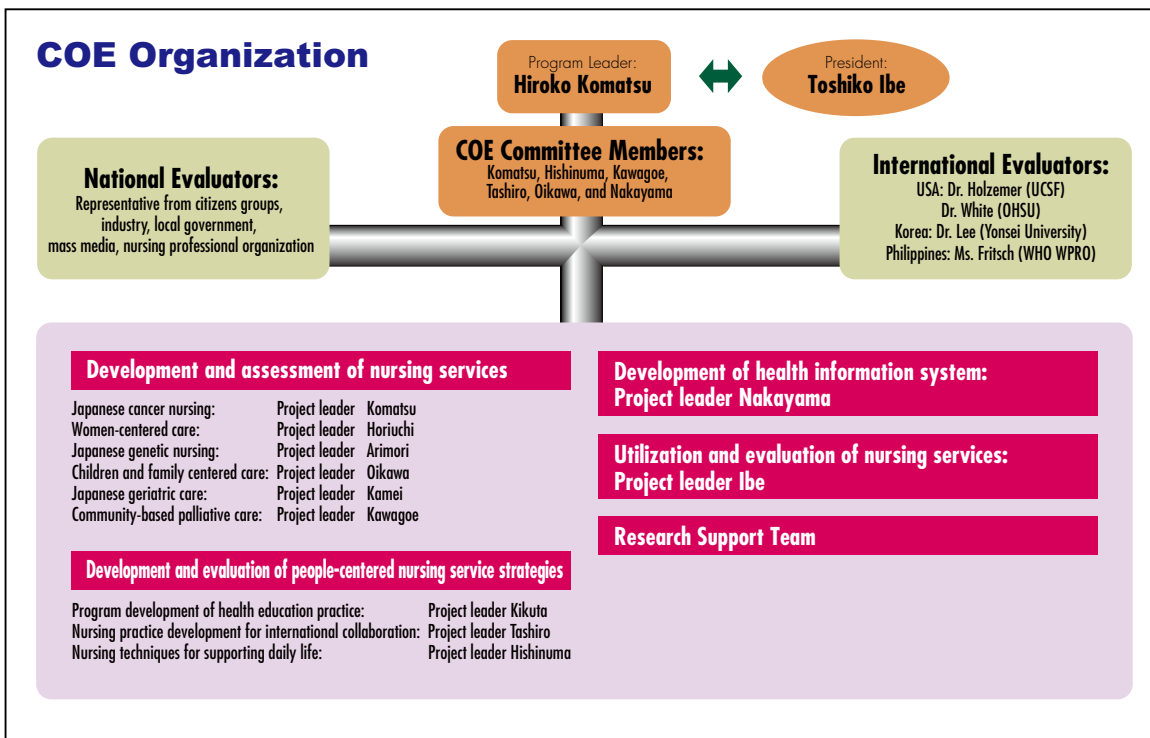 COE Organization
Program Leader:
Hiroko Komatsu
President:
Toshiko Ibe
COE Committee Members:
Komatsu, Hishinuma, Kawagoe,
Tashiro, Oikawa, and Nakayama
National Evaluators:
Representative from citizens groups,
industry, local government,
mass media, nursing professional organization
International Evaluators:
USA: Dr. Holzemer (UCSF)
Dr. White (OHSU)
Korea: Dr. Lee (Yonsei University)
Philippines: Ms. Fritsch (WHO WPRO)
Development and assessment of nursing services
Japanese cancer nursing: Project leader Komatsu
Women-centered care: Project leader Horiuchi
Japanese genetic nursing: Project leader Arimori
Children and family centered care: Project leader Oikawa
Japanese geriatric care: Project leader Kamei
Community-based palliative care: Project leader Kawagoe
Development and evaluation of people-centered nursing service strategies
Program development of health education practice: Project leader Kikuta
Nursing practice development for international collaboration: Project leader Tashiro
Nursing techniques for supporting daily life: Project leader Hishinuma
Development of health information system:
Project leader Nakayama
Utilization and evaluation of nursing services:
Project leader Ibe
Research Support Team